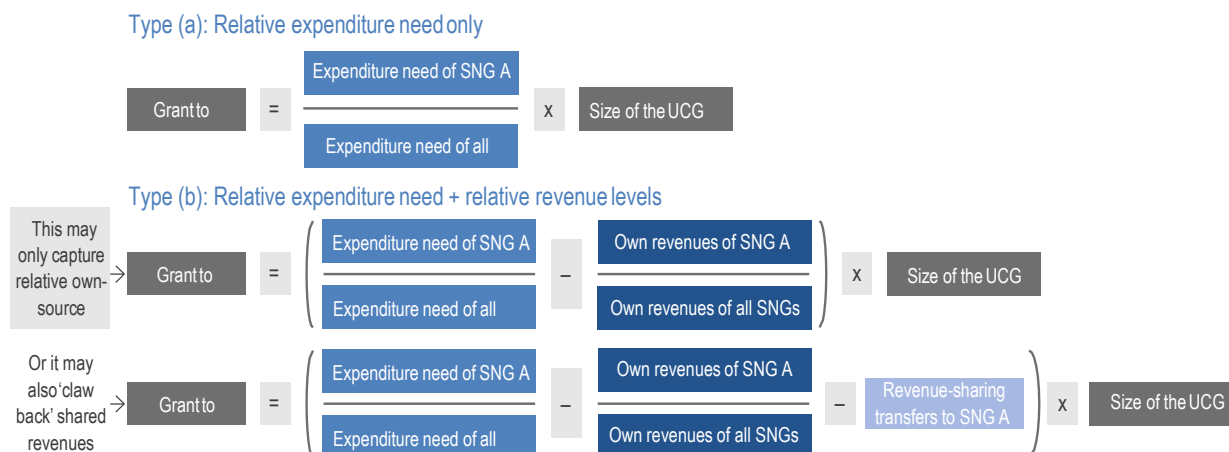 Type (a): Relative expenditure need only
Expenditure need of SNG A
Grant to = x Size of the UCG
Expenditure need of all
Type (b): Relative expenditure need + relative revenue levels
This may
only capture
relative own-
source
Expenditure need of SNG A Own revenues of SNG A
Grant to = – x Size of the UCG
Expenditure need of all Own revenues of all SNGs
Or it may
also 'claw
back' shared
revenues
Expenditure need of SNG A Own revenues of SNG A
Grant to = – – Revenue-sharing
transfers to SNG A
x Size of the UCG
Expenditure need of all Own revenues of all SNGs